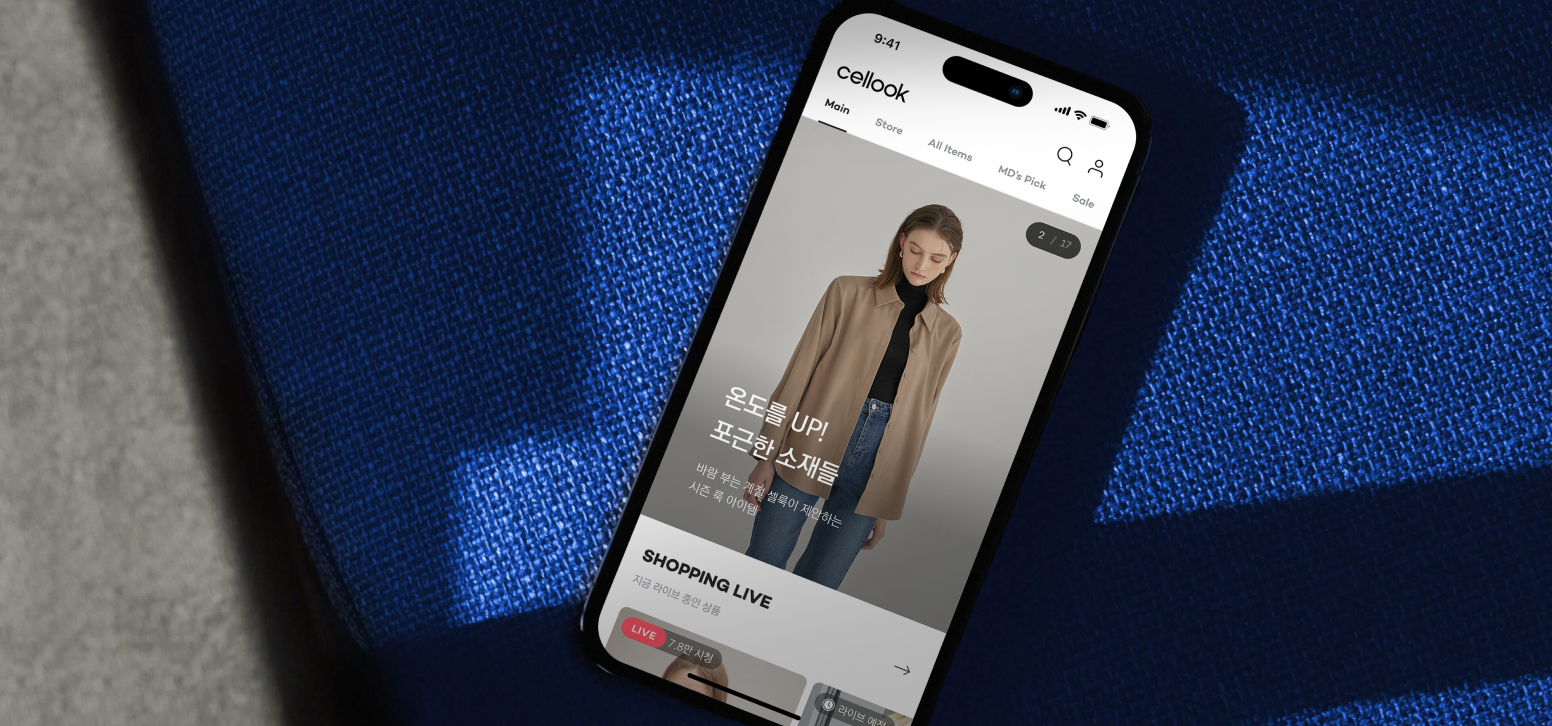 9:41
cellook
Main Store All Items MD's Pick Sale
2 / 17
온도를 UP!
포근한 소재들
바람 부는 계절 셀룩이 제안하는
시즌 룩 아이템
SHOPPING LIVE
지금 라이브 중인 상품
LIVE 7.8만 시청
라이브 예정